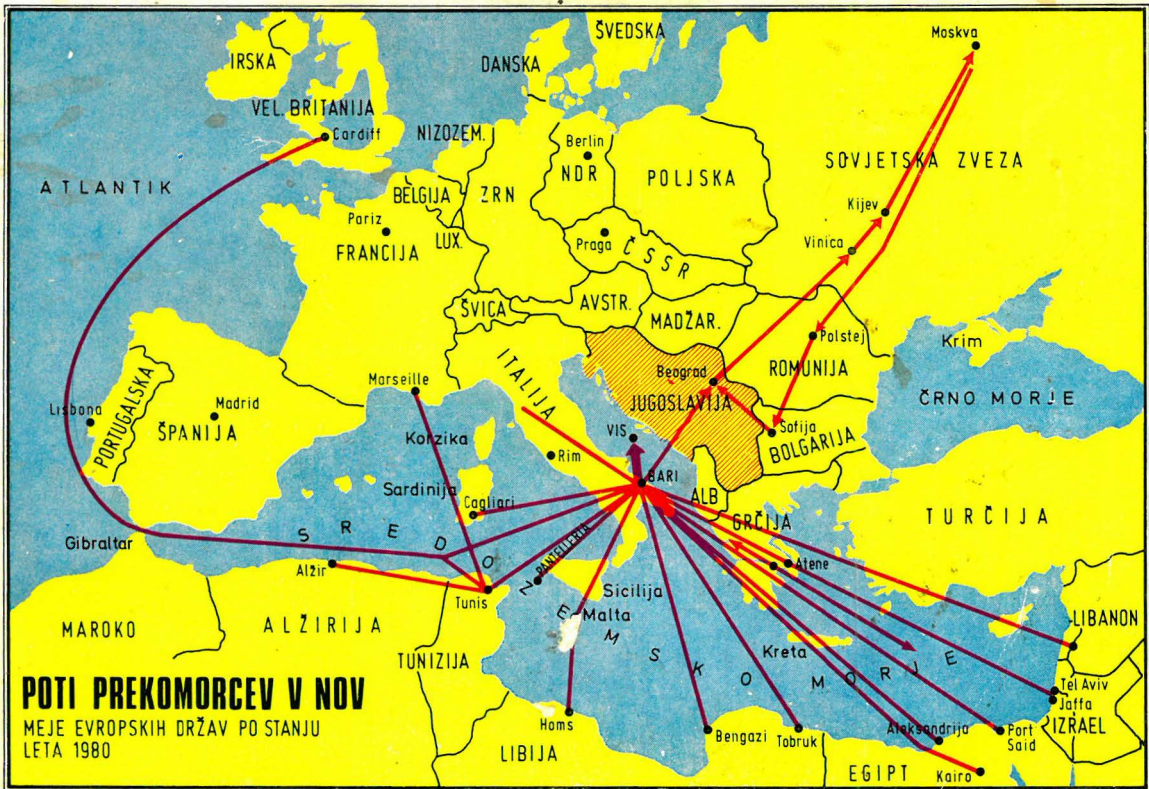 Moskva
ŠVEDSKA
IRSKA
DANSKA
VEL. BRITANIJA
Cardiff
NIZOZEM.
Berlin
NDR
SOVJETSKA ZVEZA
ATLANTIK
POLJSKA
BELGIJA
ZRN
Kijev
Pariz
LUX.
Praga
ČSSR
Vinica
FRANCIJA
AVSTR.
ŠVICA
MADŽAR.
Polstej
Krim
ROMUNIJA
Marseille
ITALIJA
Beograd
JUGOSLAVIJA
ČRNO MORJE
Lisbona
PORTUGALSKA
Madrid
ŠPANIJA
Korzika
VIS
Sofija
BOLGARIJA
Rim
BARI
ALB
Sardinija
Cagliari
GRČIJA
TURČIJA
Gibraltar
SREDOZEMSKO MORJE
PANTELLERIA
Atene
Alžir
Tunis
Sicilija
Malta
MAROKO
ALŽIRIJA
LIBANON
TUNIZIJA
Kreta
POTI PREKOMORCEV V NOV
MEJE EVROPSKIH DRŽAV PO STANJU
LETA 1980
Tel Aviv
Jaffa
Homs
Bengazi
Tobruk
Aleksandrija
Port
Said
IZRAEL
LIBIJA
EGIPT
Kairo